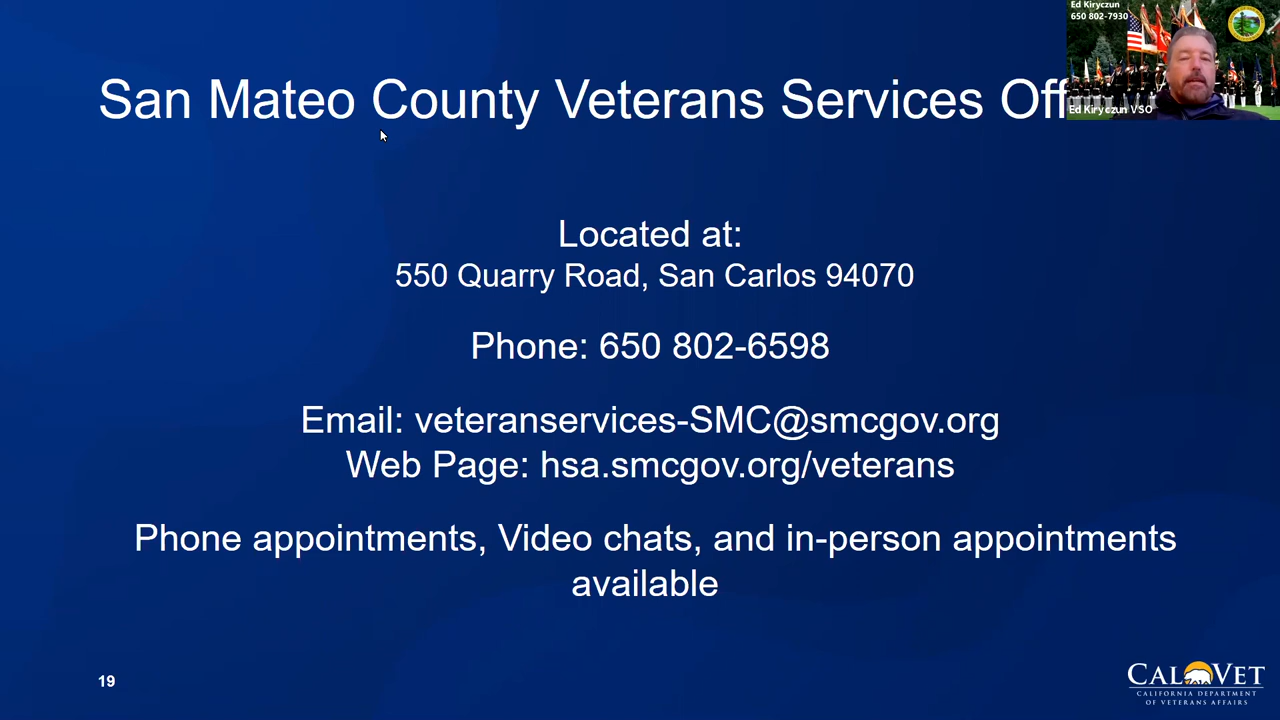 Ed Kiryczun
650 802-7930
San Mateo County Veterans Services Off
Ed Kiryczun VSO
Located at:
550 Quarry Road, San Carlos 94070
Phone: 650 802-6598
Email: veteranservices-SMC@smcgov.org
Web Page: hsa.smcgov.org/veterans
Phone appointments, Video chats, and in-person appointments
available
19
CALVET
CALIFORNIA DEPARTMENT
OF VETERANS AFFAIRS